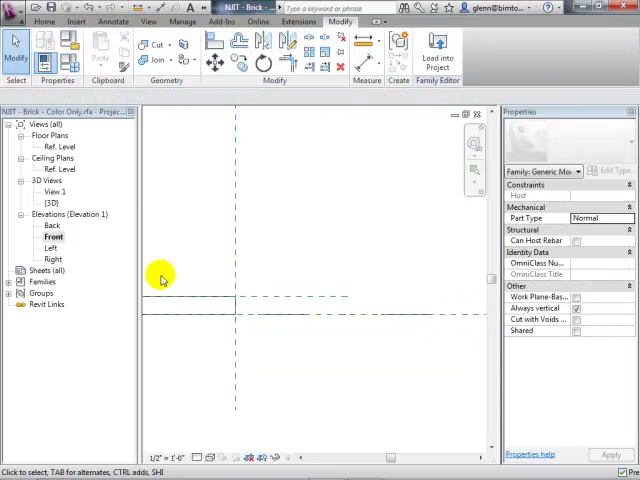 NJIT - Brick - ...
Type a keyword or phrase
glenn@bimto...
Home
Insert
Annotate
View
Manage
Add-Ins
Online
Extensions
Modify
Modify
Cut
Join
Measure
Create
Load into
Project
Select
Properties
Clipboard
Geometry
Modify
Measure
Create
Family Editor
NJIT - Brick - Color Only.rfa - Projec...
Views (all)
Floor Plans
Ref. Level
Ceiling Plans
Ref. Level
3D Views
View 1
{3D}
Elevations (Elevation 1)
Back
Front
Left
Right
Sheets (all)
Families
Groups
Revit Links
Properties
Family: Generic Mo
Edit Type
Constraints
Host
Mechanical
Part Type
Normal
Structural
Can Host Rebar
Identity Data
OmniClass Nu...
OmniClass Title
Other
Work Plane-Bas...
Always vertical
Cut with Voids ...
Shared
Properties help
Apply
1/2" = 1'-0"
Click to select, TAB for alternates, CTRL adds, SHI
Pre